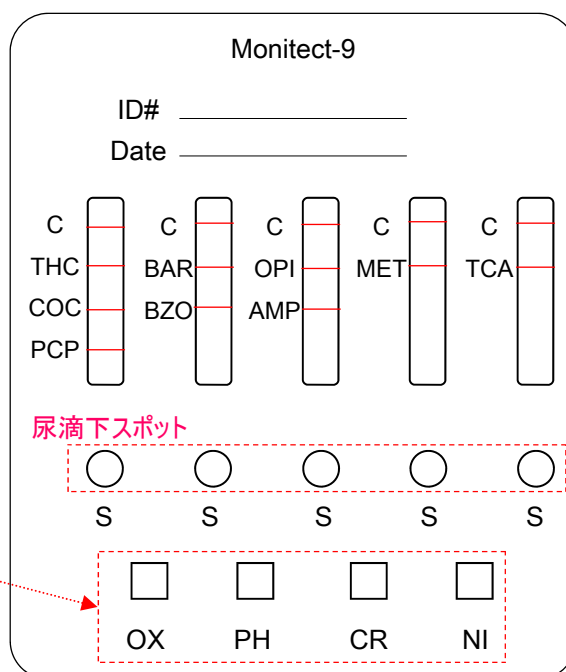 Monitect-9
ID#
Date
C C C C C
THC BAR OPI MET TCA
COC BZO AMP
PCP
尿滴下スポット
S S S S S
OX PH CR NI